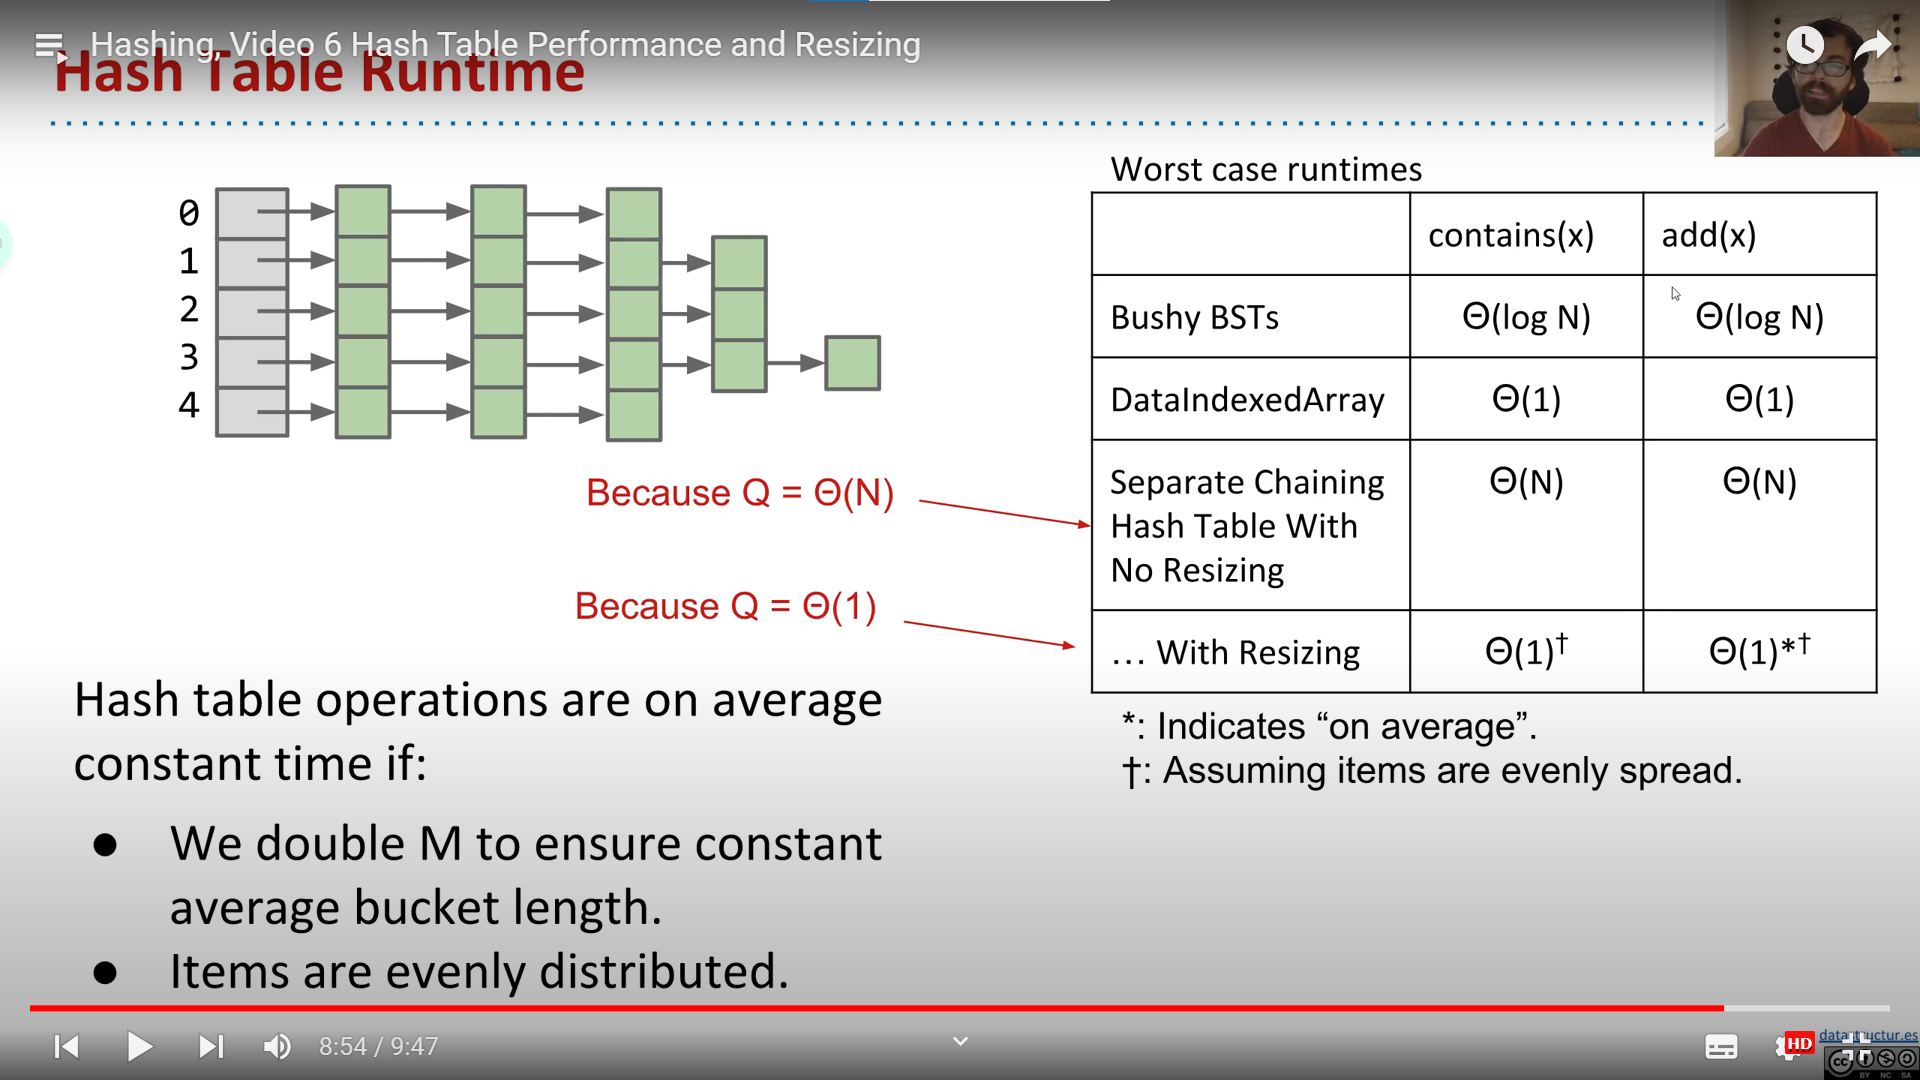 Hashing, Video 6 Hash Table Performance and Resizing
Hash Table Runtime
0
1
2
3
4
Because Q = Θ(N)
Because Q = Θ(1)
Hash table operations are on average
constant time if:
● We double M to ensure constant
average bucket length.
● Items are evenly distributed.
Worst case runtimes
contains(x) add(x)
Bushy BSTs Θ(log N) Θ(log N)
DataIndexedArray Θ(1) Θ(1)
Separate Chaining Θ(N) Θ(N)
Hash Table With
No Resizing
… With Resizing Θ(1)† Θ(1)*†
*: Indicates “on average”.
†: Assuming items are evenly spread.
8:54 / 9:47
HD
datastructur.es
cc
BY NC SA